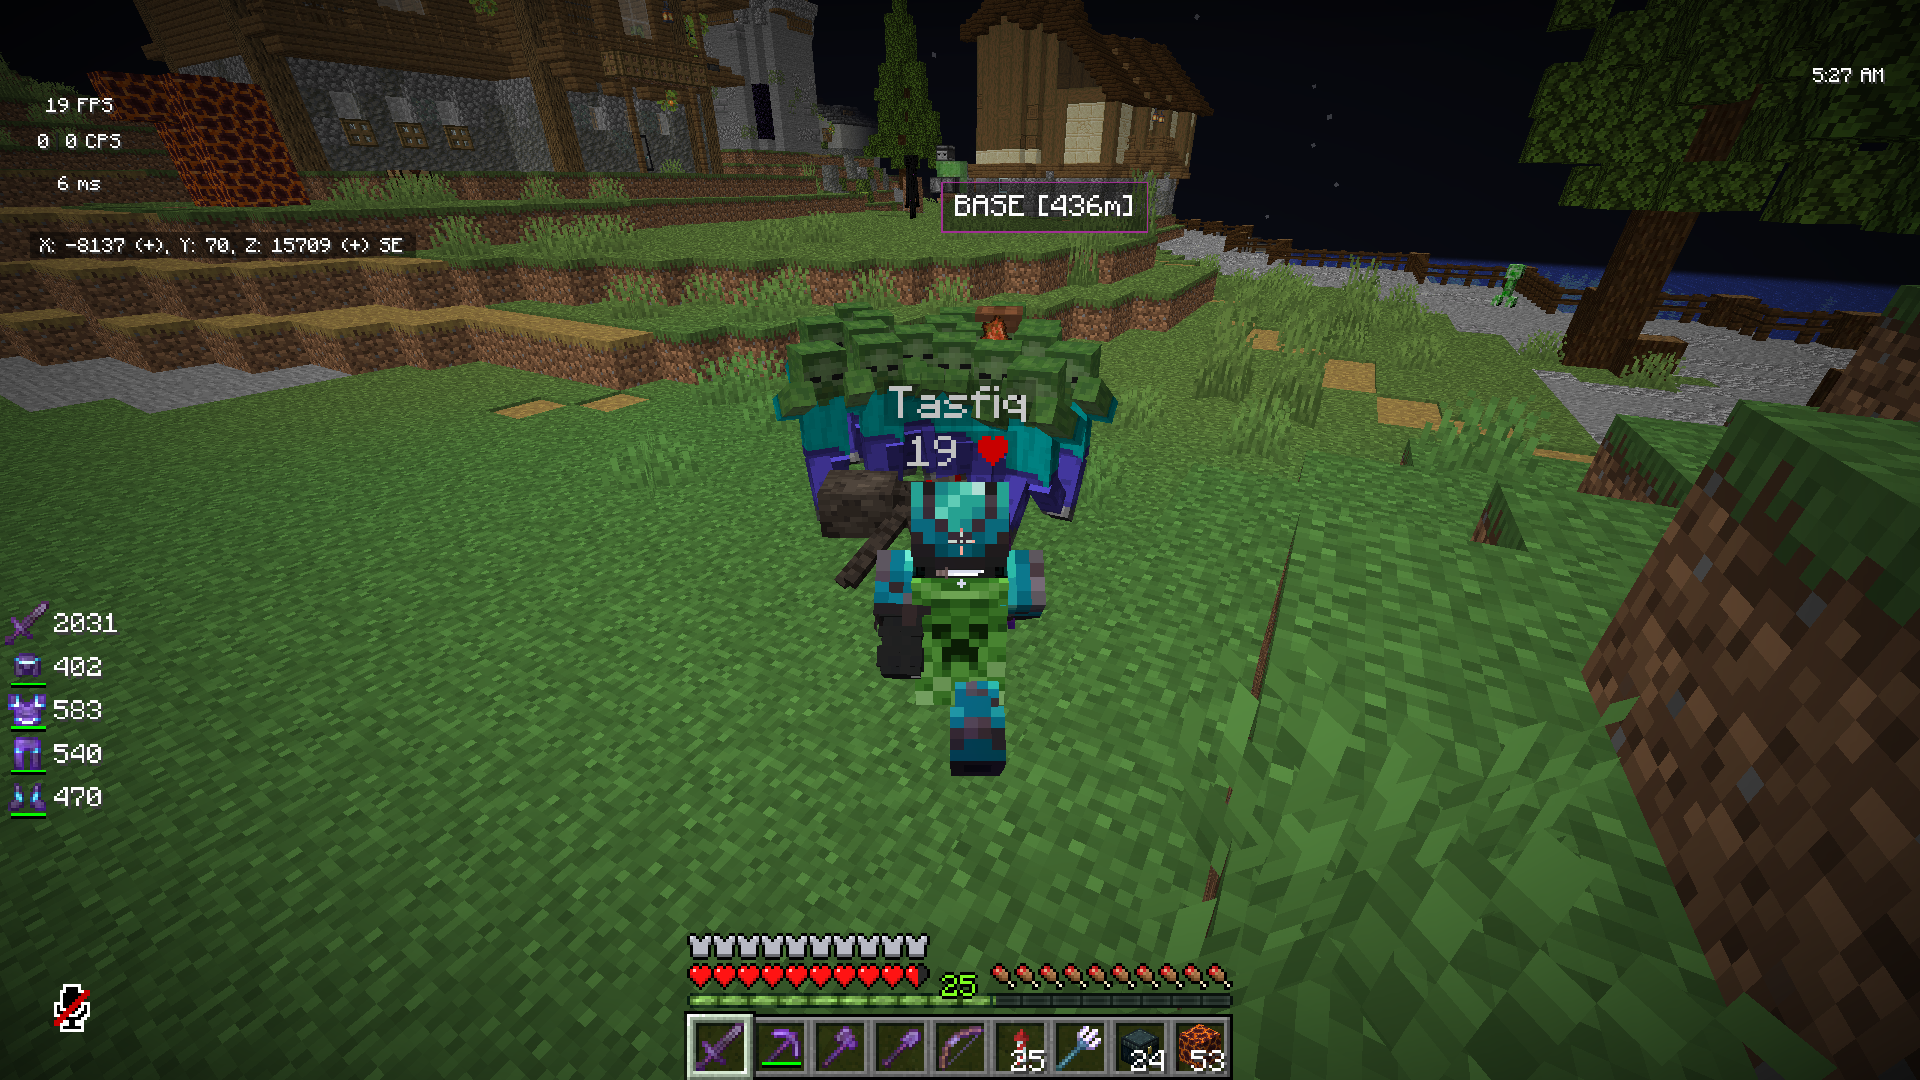 5:27 AM
19 FPS
0 0 CPS
6 ms
BASE [436m]
X: -8137 (+), Y: 70, Z: 15709 (+) SE
Tasfiq
19
2031
402
583
540
470
25
25
24
53